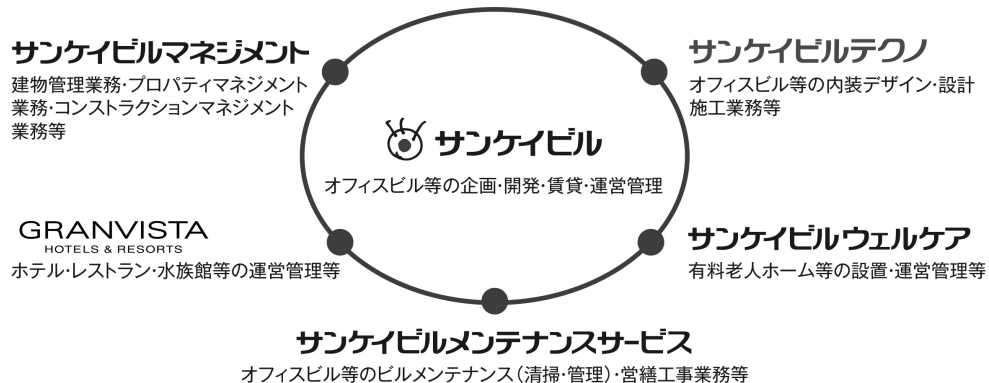 サンケイビルマネジメント
建物管理業務・プロパティマネジメント
業務・コンストラクションマネジメント
業務等
サンケイビルテクノ
オフィスビル等の内装デザイン・設計
施工業務等
サンケイビル
オフィスビル等の企画・開発・賃貸・運営管理
GRANVISTA
HOTELS & RESORTS
ホテル・レストラン・水族館等の運営管理等
サンケイビルウェルケア
有料老人ホーム等の設置・運営管理等
サンケイビルメンテナンスサービス
オフィスビル等のビルメンテナンス(清掃・管理)・営繕工事業務等